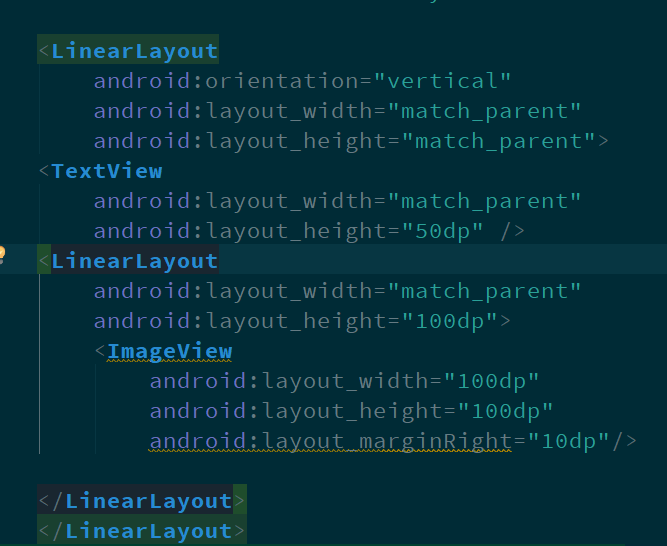 <LinearLayout
android:orientation="vertical"
android:layout_width="match_parent"
android:layout_height="match_parent">
<TextView
android:layout_width="match_parent"
android:layout_height="50dp" />
<LinearLayout
android:layout_width="match_parent"
android:layout_height="100dp">
<ImageView
android:layout_width="100dp"
android:layout_height="100dp"
android:layout_marginRight="10dp"/>
</LinearLayout>
</LinearLayout>